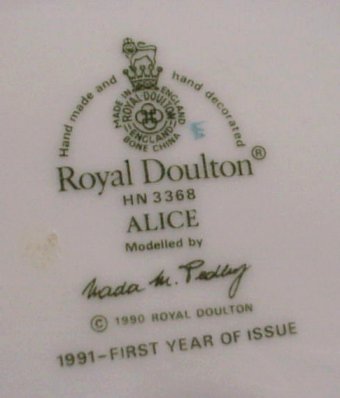 Hand made and hand decorated
MADE IN ENGLAND
ROYAL DOULTON
ENGLAND
BONE CHINA
E
Royal Doulton®
HN 3368
ALICE
Modelled by
Nada M. Pedley
© 1990 ROYAL DOULTON
1991-FIRST YEAR OF ISSUE